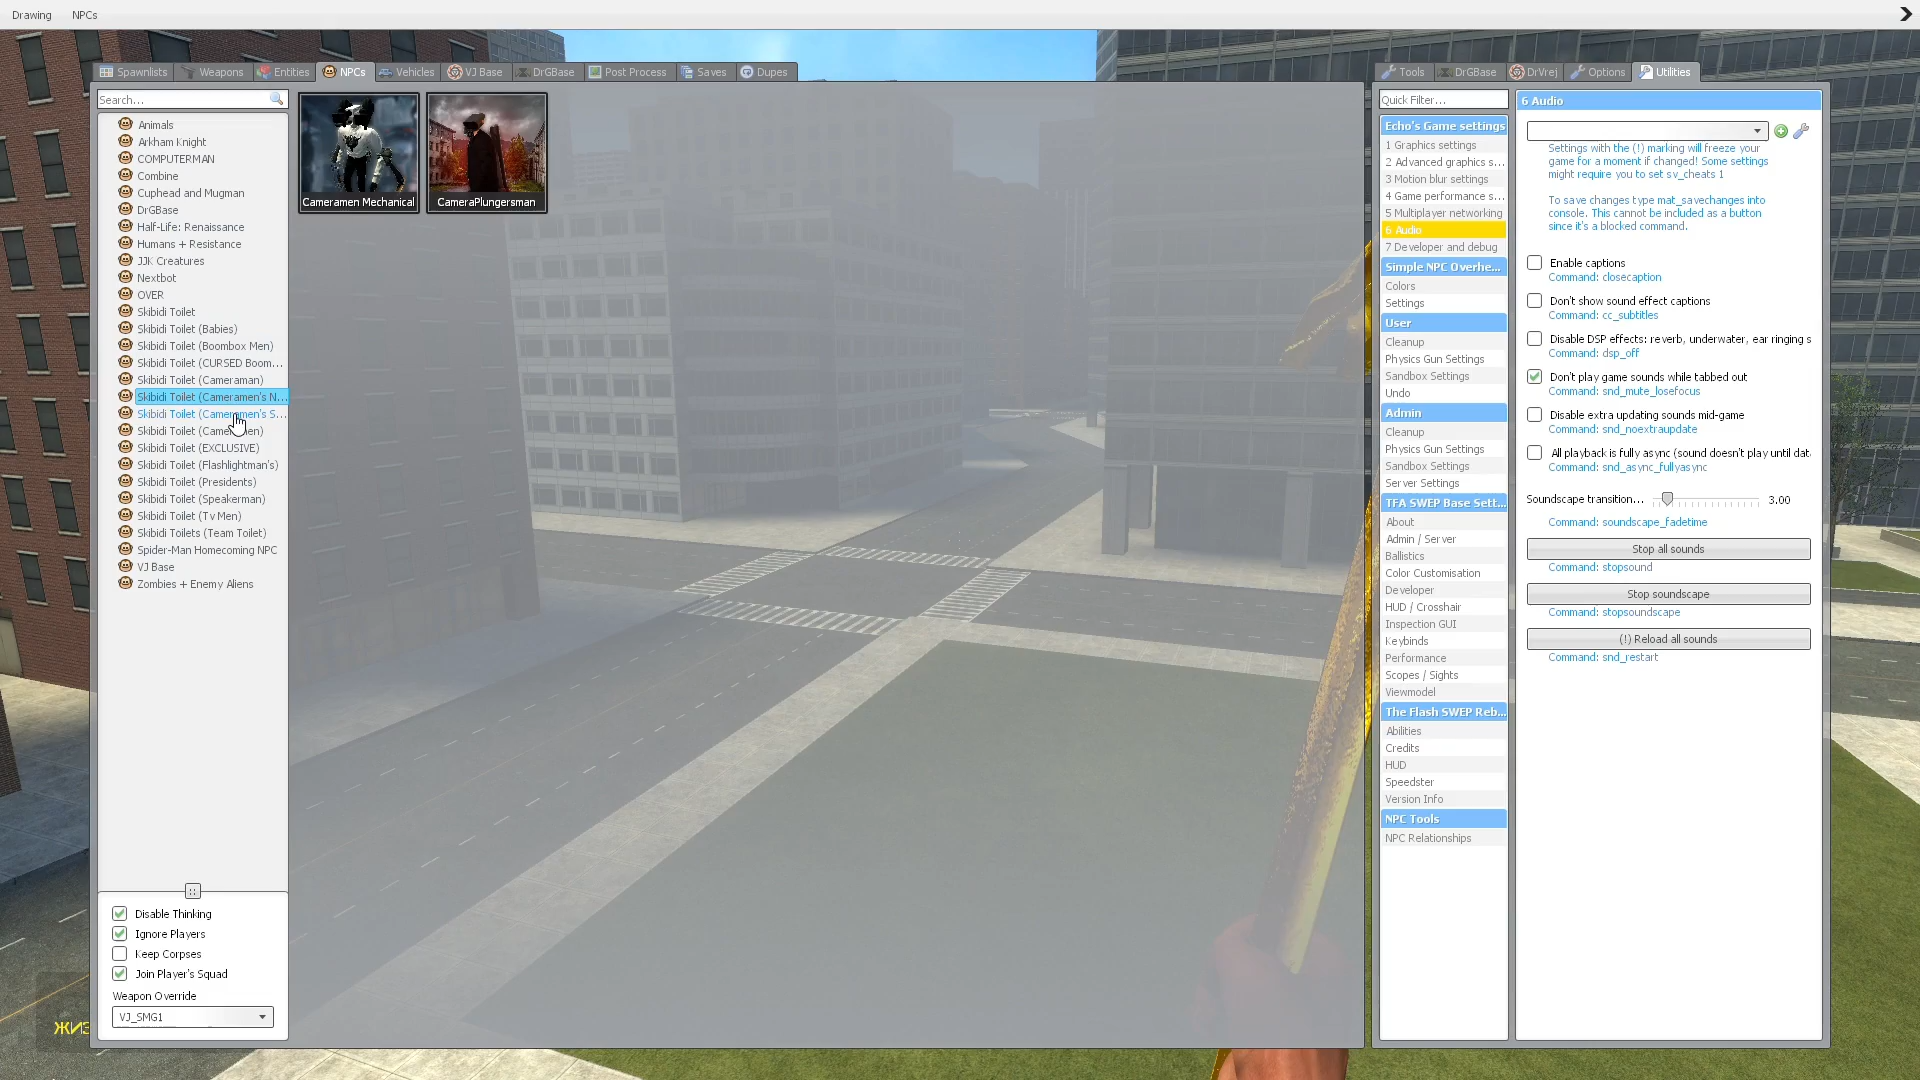 Drawing NPCs
Spawnlists Weapons Entities NPCs Vehicles VJ Base DrGBase Post Process Saves Dupes
Search...
Animals
Arkham Knight
COMPUTERMAN
Combine
Cuphead and Mugman
DrGBase
Half-Life: Renaissance
Humans + Resistance
JJK Creatures
Nextbot
OVER
Skibidi Toilet
Skibidi Toilet (Babies)
Skibidi Toilet (Boombox Men)
Skibidi Toilet (CURSED Boom...
Skibidi Toilet (Cameraman)
Skibidi Toilet (Cameramen's N...
Skibidi Toilet (Cameramen's S...
Skibidi Toilet
Skibidi Toilet (EXCLUSIVE)
Skibidi Toilet (Flashlightman's)
Skibidi Toilet (Presidents)
Skibidi Toilet (Speakerman)
Skibidi Toilet (Tv Men)
Skibidi Toilets (Team Toilet)
Spider-Man Homecoming NPC
VJ Base
Zombies + Enemy Aliens
Disable Thinking
Ignore Players
Keep Corpses
Join Player's Squad
Weapon Override
VJ_SMG1
ЖИЗ
Cameramen Mechanical
CameraPlungersman
Tools DrGBase DrVrej Options Utilities
Quick Filter...
Echo's Game settings
1 Graphics settings
2 Advanced graphics s...
3 Motion blur settings
4 Game performance s...
5 Multiplayer networking
6 Audio
7 Developer and debug
Simple NPC Overhe...
Colors
Settings
User
Cleanup
Physics Gun Settings
Sandbox Settings
Undo
Admin
Cleanup
Physics Gun Settings
Sandbox Settings
Server Settings
TFA SWEP Base Sett...
About
Admin / Server
Ballistics
Color Customisation
Developer
HUD / Crosshair
Inspection GUI
Keybinds
Performance
Scopes / Sights
Viewmodel
The Flash SWEP Reb...
Abilities
Credits
HUD
Speedster
Version Info
NPC Tools
NPC Relationships
6 Audio
Settings with the (!) marking will freeze your
game for a moment if changed! Some settings
might require you to set sv_cheats 1
To save changes type mat_savechanges into
console. This cannot be included as a button
since it's a blocked command.
Enable captions
Command: closecaption
Don't show sound effect captions
Command: cc_subtitles
Disable DSP effects: reverb, underwater, ear ringing s
Command: dsp_off
Don't play game sounds while tabbed out
Command: snd_mute_losefocus
Disable extra updating sounds mid-game
Command: snd_noextraupdate
All playback is fully async (sound doesn't play until dat
Command: snd_async_fullyasync
Soundscape transition... 3.00
Command: soundscape_fadetime
Stop all sounds
Command: stopsound
Stop soundscape
Command: stopsoundscape
(!) Reload all sounds
Command: snd_restart